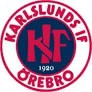 KARLSLUNDS IF
KIF
1920
ÖREBRO